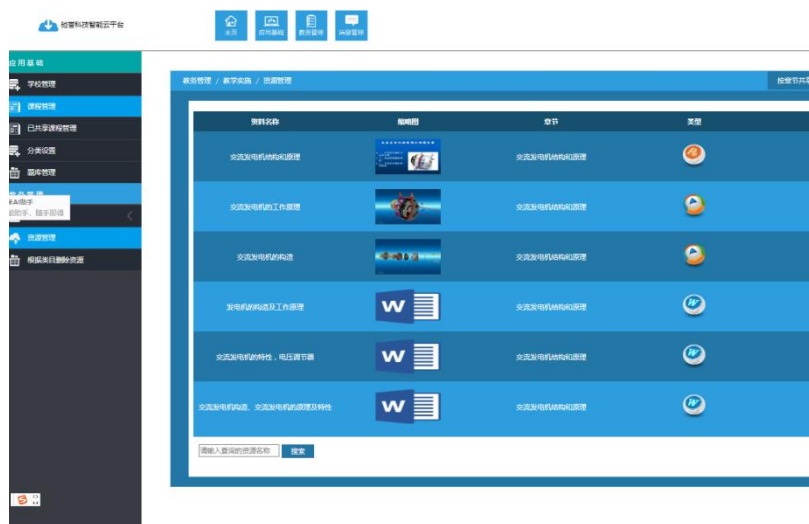 智云平台
主页 应用基础 教务管理 消息管理
应用基础
学校管理
课程管理
已共享课程管理
分类设置
题库管理
AI助手
资源管理
根据类目删除资源
教务管理 / 教学实施 / 资源管理
按章节共享
资料名称 缩略图 章节 类型
交流发电机结构和原理 交流发电机结构和原理
交流发电机的工作原理 交流发电机结构和原理
交流发电机的构造 交流发电机结构和原理
发电机的构造及工作原理 W 交流发电机结构和原理 W
交流发电机的特性，电压调节器 W 交流发电机结构和原理 W
交流发电机构造、交流发电机的原理及特性 W 交流发电机结构和原理 W
请输入查询的资源名称 搜索